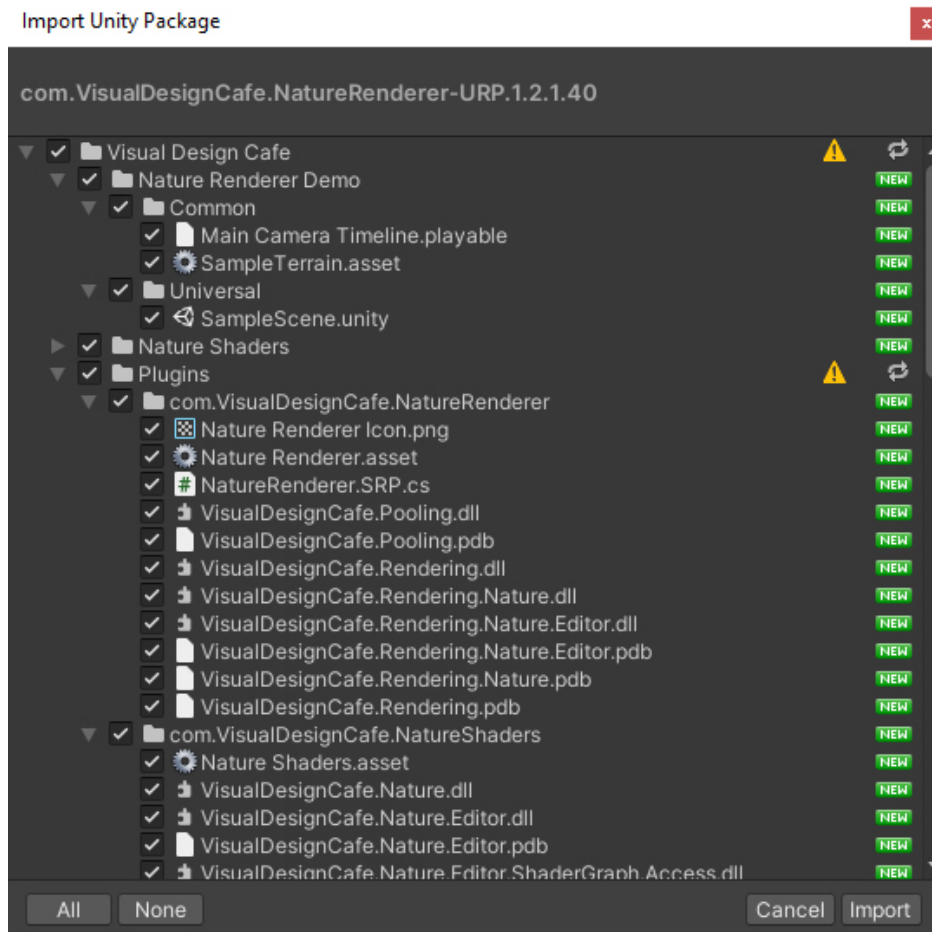 Import Unity Package
x
com.VisualDesignCafe.NatureRenderer-URP.1.2.1.40
Visual Design Cafe
Nature Renderer Demo NEW
Common NEW
Main Camera Timeline.playable NEW
SampleTerrain.asset NEW
Universal NEW
SampleScene.unity NEW
Nature Shaders NEW
Plugins
com.VisualDesignCafe.NatureRenderer NEW
Nature Renderer Icon.png NEW
Nature Renderer.asset NEW
# NatureRenderer.SRP.cs NEW
VisualDesignCafe.Pooling.dll NEW
VisualDesignCafe.Pooling.pdb NEW
VisualDesignCafe.Rendering.dll NEW
VisualDesignCafe.Rendering.Nature.dll NEW
VisualDesignCafe.Rendering.Nature.Editor.dll NEW
VisualDesignCafe.Rendering.Nature.Editor.pdb NEW
VisualDesignCafe.Rendering.Nature.pdb NEW
VisualDesignCafe.Rendering.pdb NEW
com.VisualDesignCafe.NatureShaders NEW
Nature Shaders.asset NEW
VisualDesignCafe.Nature.dll NEW
VisualDesignCafe.Nature.Editor.dll NEW
VisualDesignCafe.Nature.Editor.pdb NEW
VisualDesignCafe.Nature.Editor.ShaderGraph.Access.dll NEW
All None Cancel Import